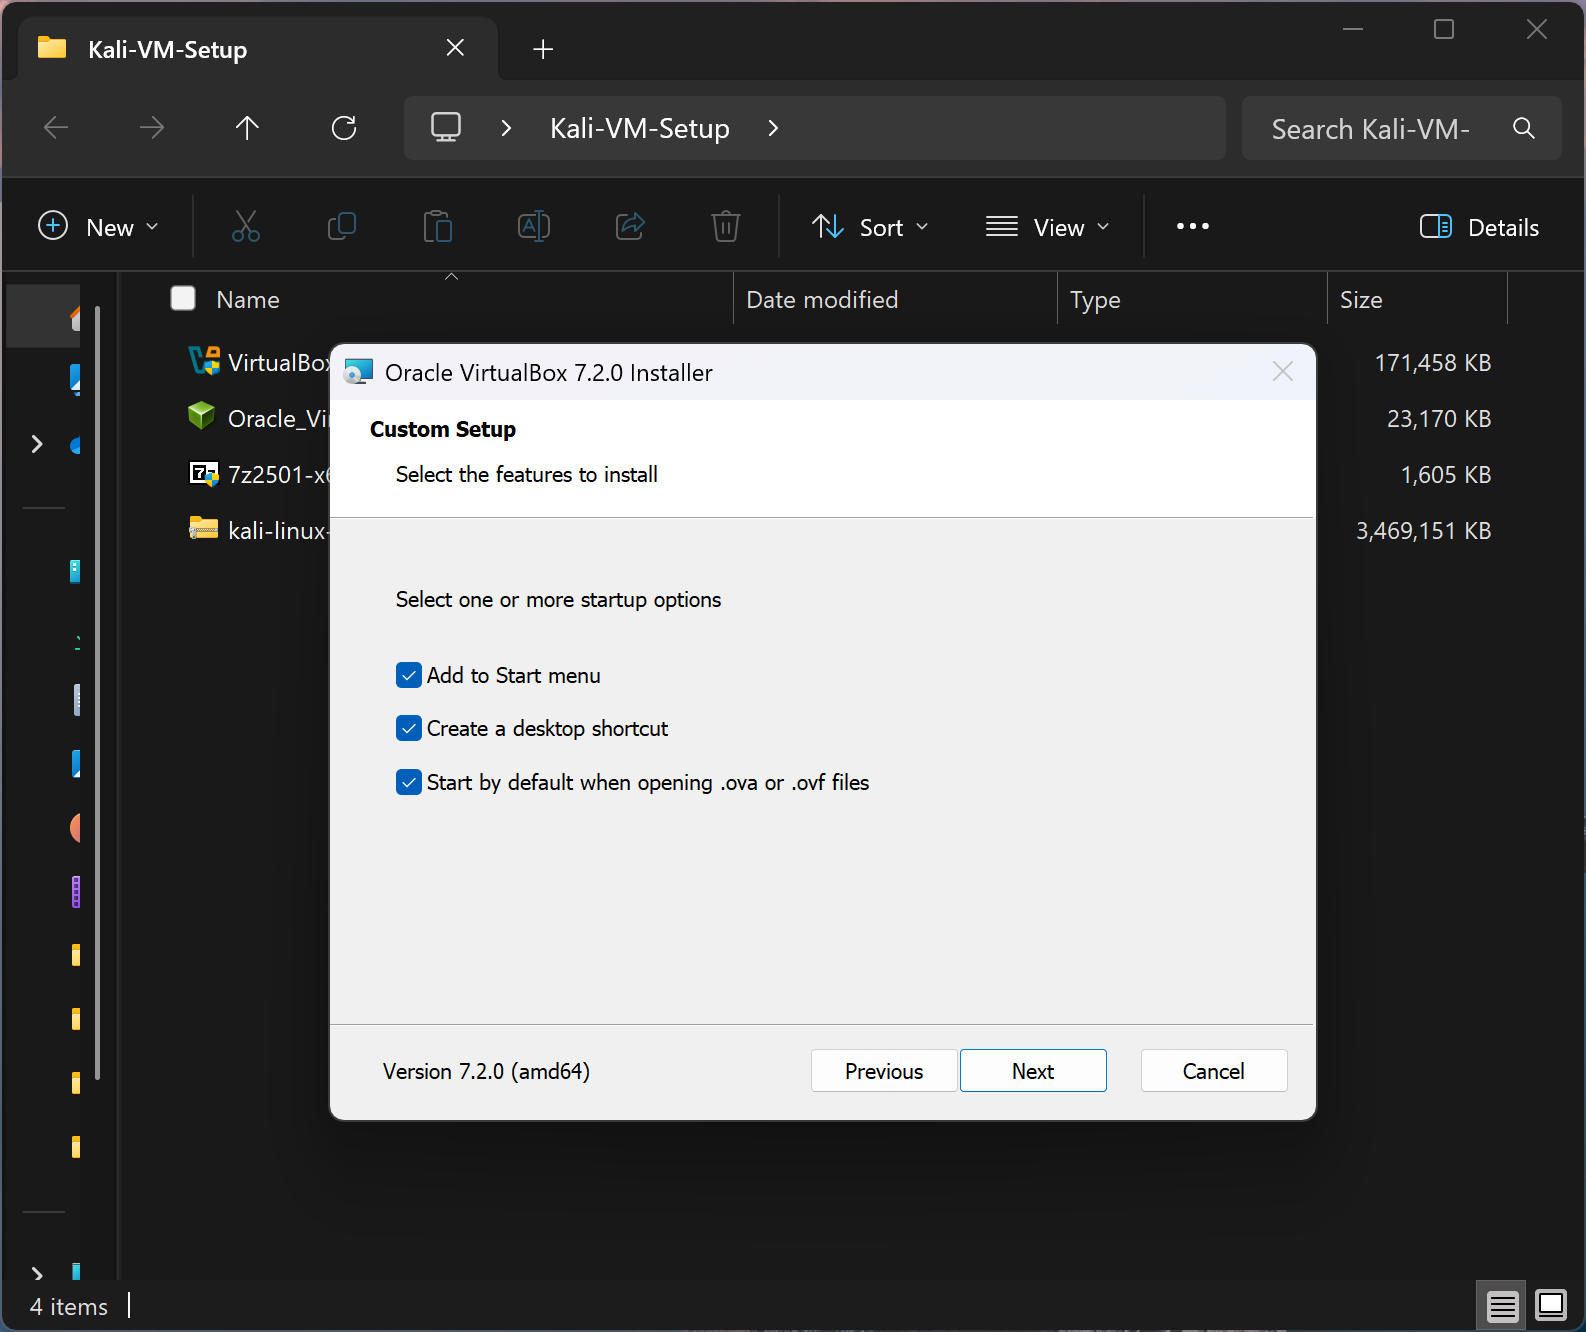 Kali-VM-Setup
Kali-VM-Setup
Search Kali-VM-
New
Sort
View
Details
Name
Date modified
Type
Size
VirtualBox
171,458 KB
Oracle_Vi
23,170 KB
7z2501-x6
1,605 KB
kali-linux-
3,469,151 KB
Oracle VirtualBox 7.2.0 Installer
Custom Setup
Select the features to install
Select one or more startup options
Add to Start menu
Create a desktop shortcut
Start by default when opening .ova or .ovf files
Version 7.2.0 (amd64)
Previous
Next
Cancel
4 items